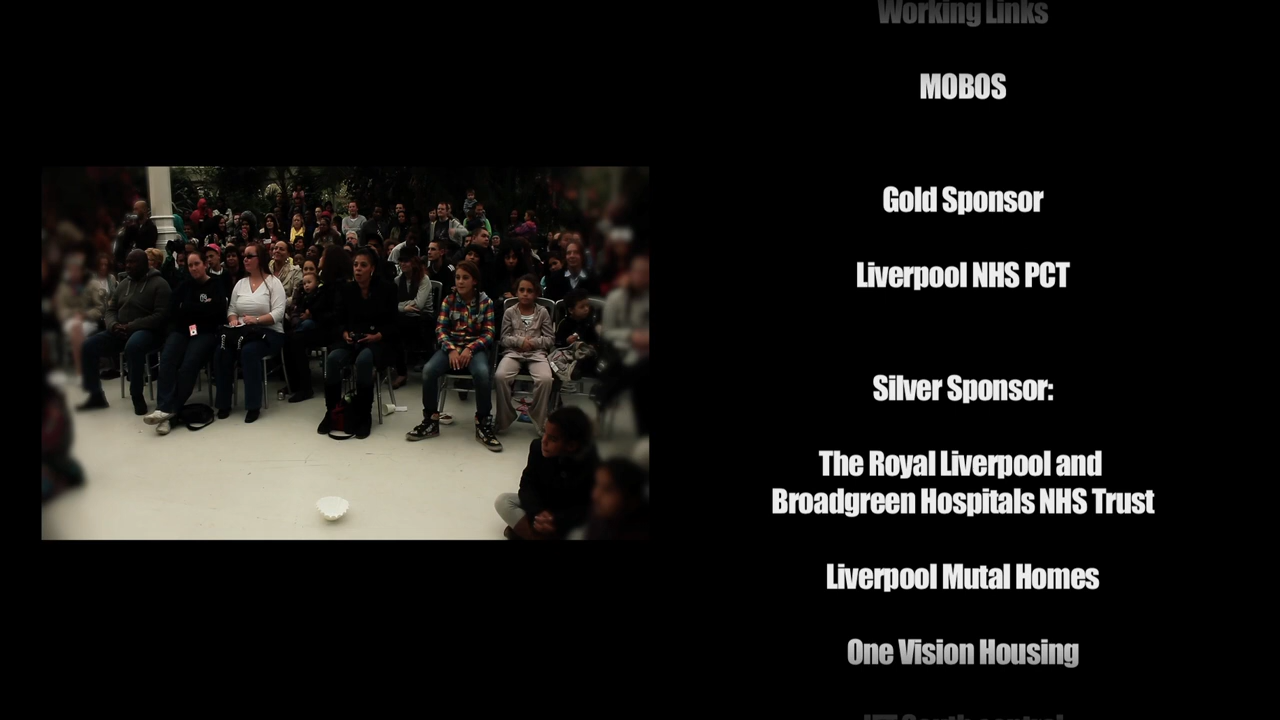 Working Links
MOBOS
Gold Sponsor
Liverpool NHS PCT
Silver Sponsor:
The Royal Liverpool and
Broadgreen Hospitals NHS Trust
Liverpool Mutal Homes
One Vision Housing